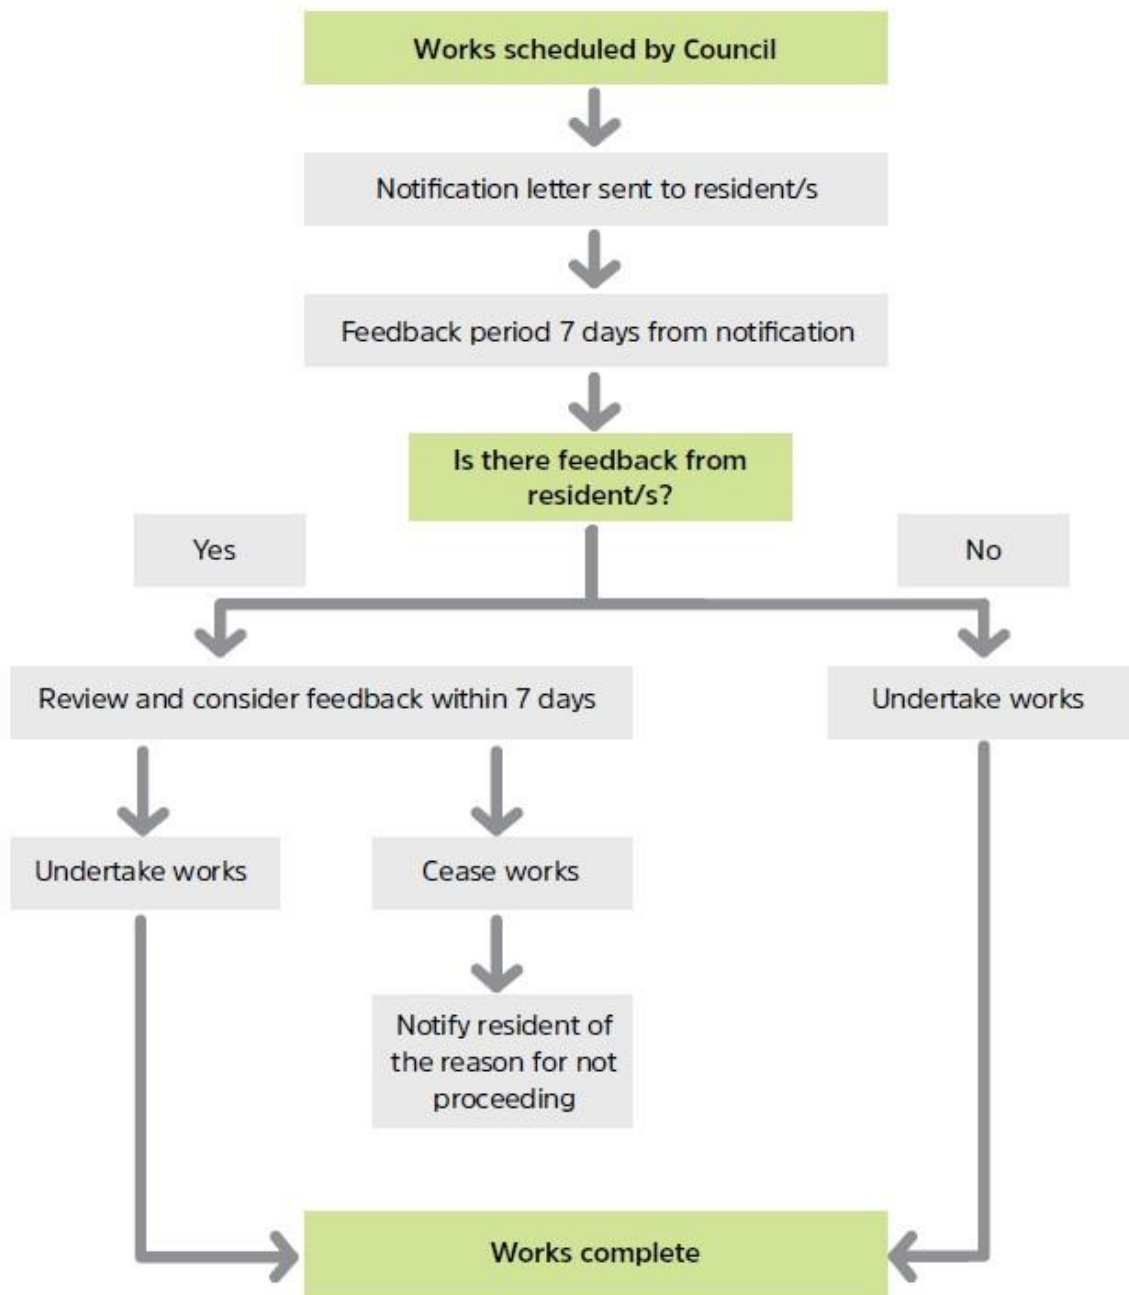 Works scheduled by Council
Notification letter sent to resident/s
Feedback period 7 days from notification
Is there feedback from
resident/s?
Yes
No
Review and consider feedback within 7 days
Undertake works
Undertake works
Cease works
Notify resident of
the reason for not
proceeding
Works complete